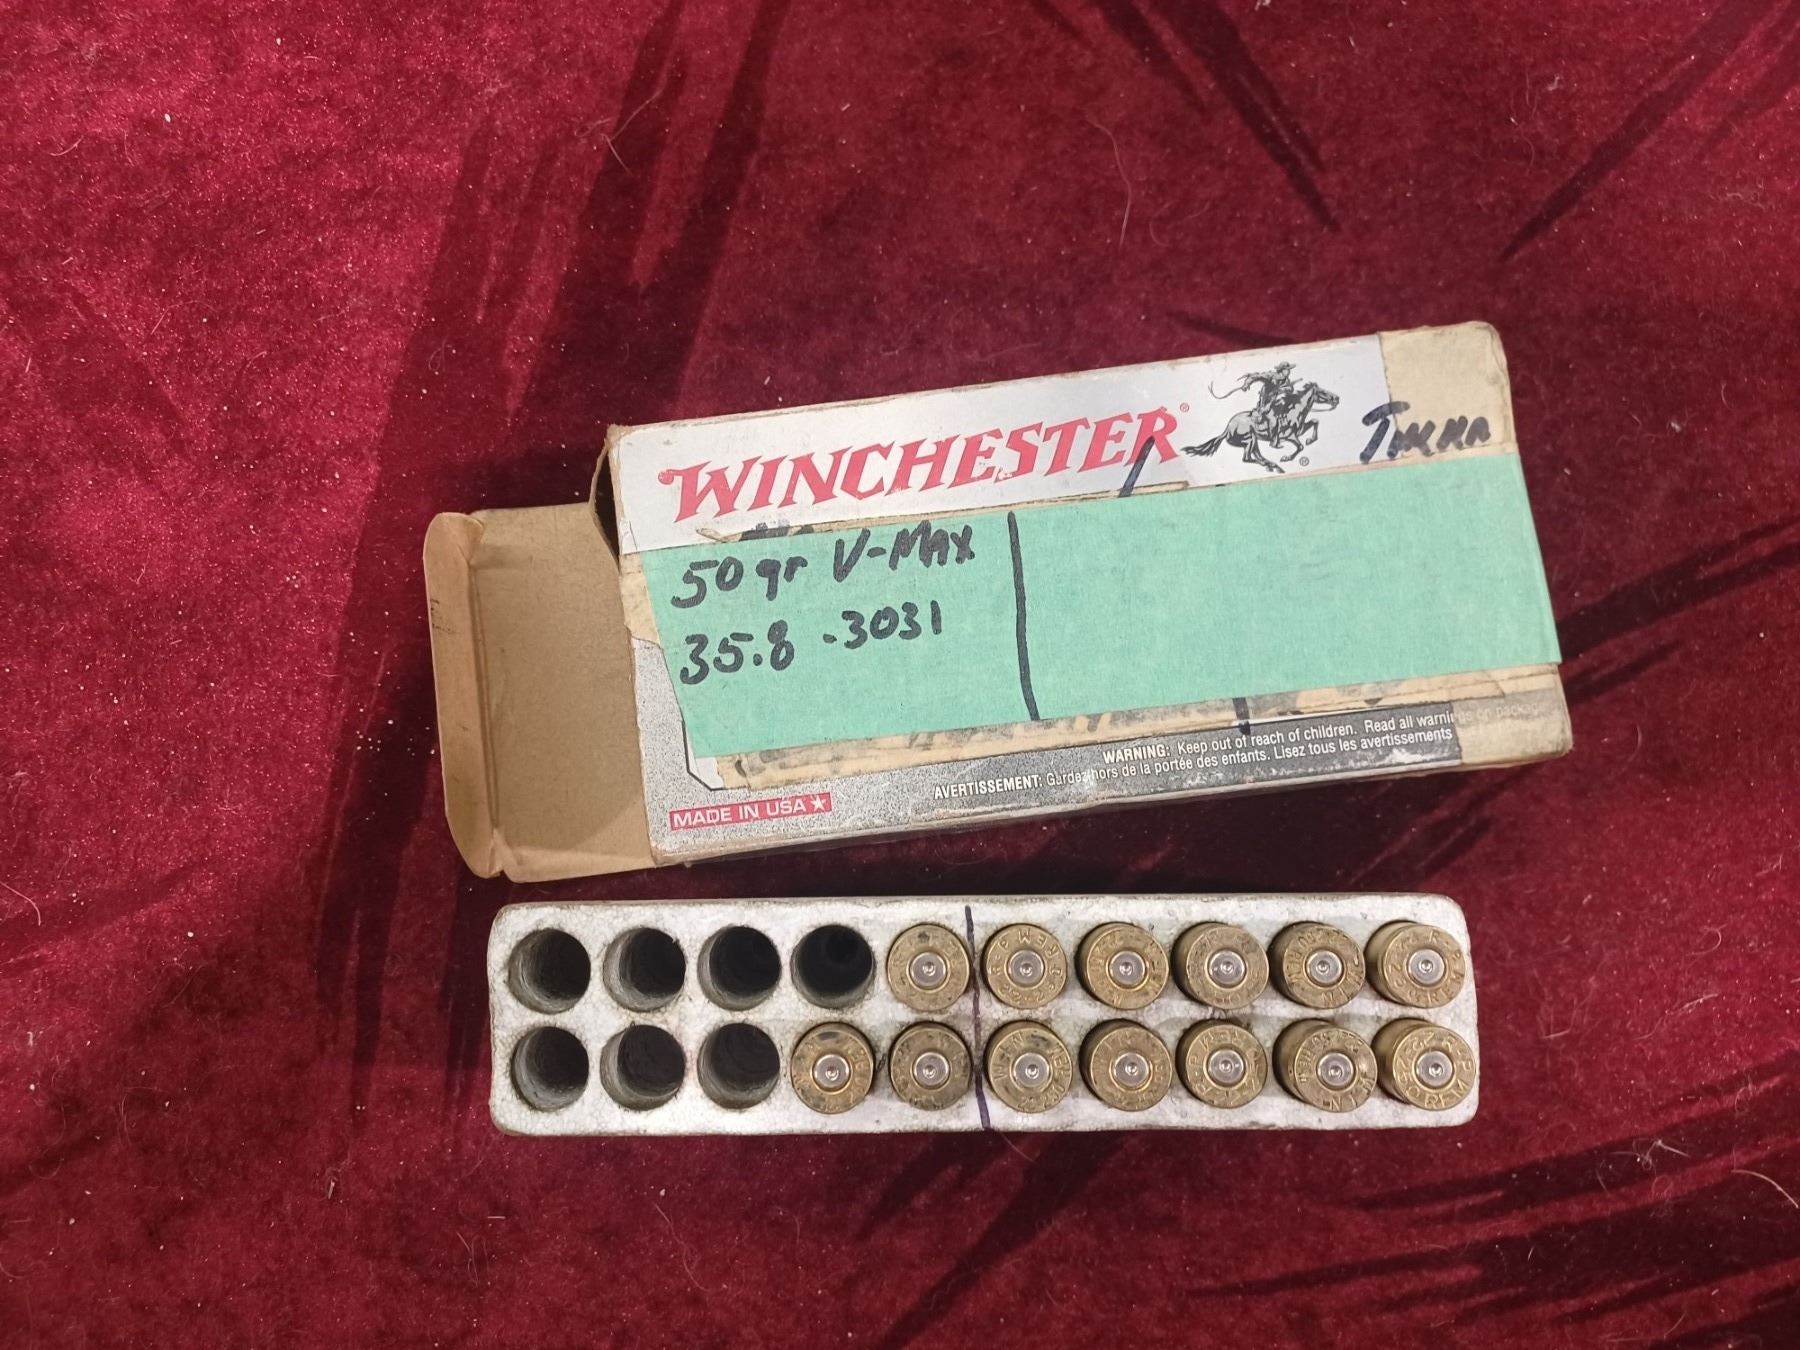 WINCHESTER®
®
Tikka
50gr V-MAX
35.8 -3031
WARNING: Keep out of reach of children. Read all warnings on package
AVERTISSEMENT: Gardez hors de la portée des enfants. Lisez tous les avertissements
MADE IN USA